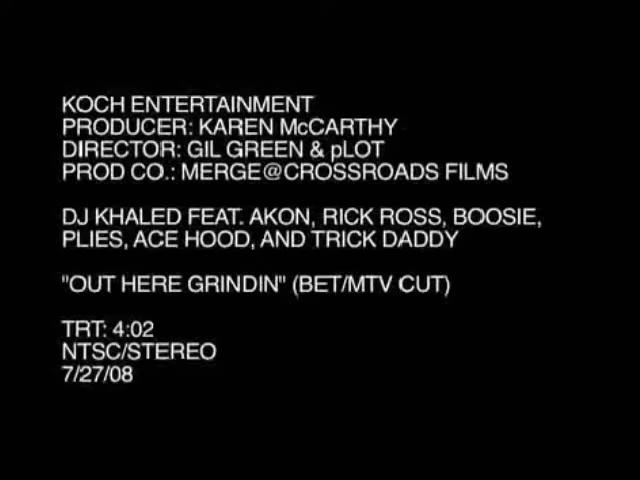 KOCH ENTERTAINMENT
PRODUCER: KAREN McCARTHY
DIRECTOR: GIL GREEN & pLOT
PROD CO.: MERGE@CROSSROADS FILMS
DJ KHALED FEAT. AKON, RICK ROSS, BOOSIE,
PLIES, ACE HOOD, AND TRICK DADDY
"OUT HERE GRINDIN" (BET/MTV CUT)
TRT: 4:02
NTSC/STEREO
7/27/08